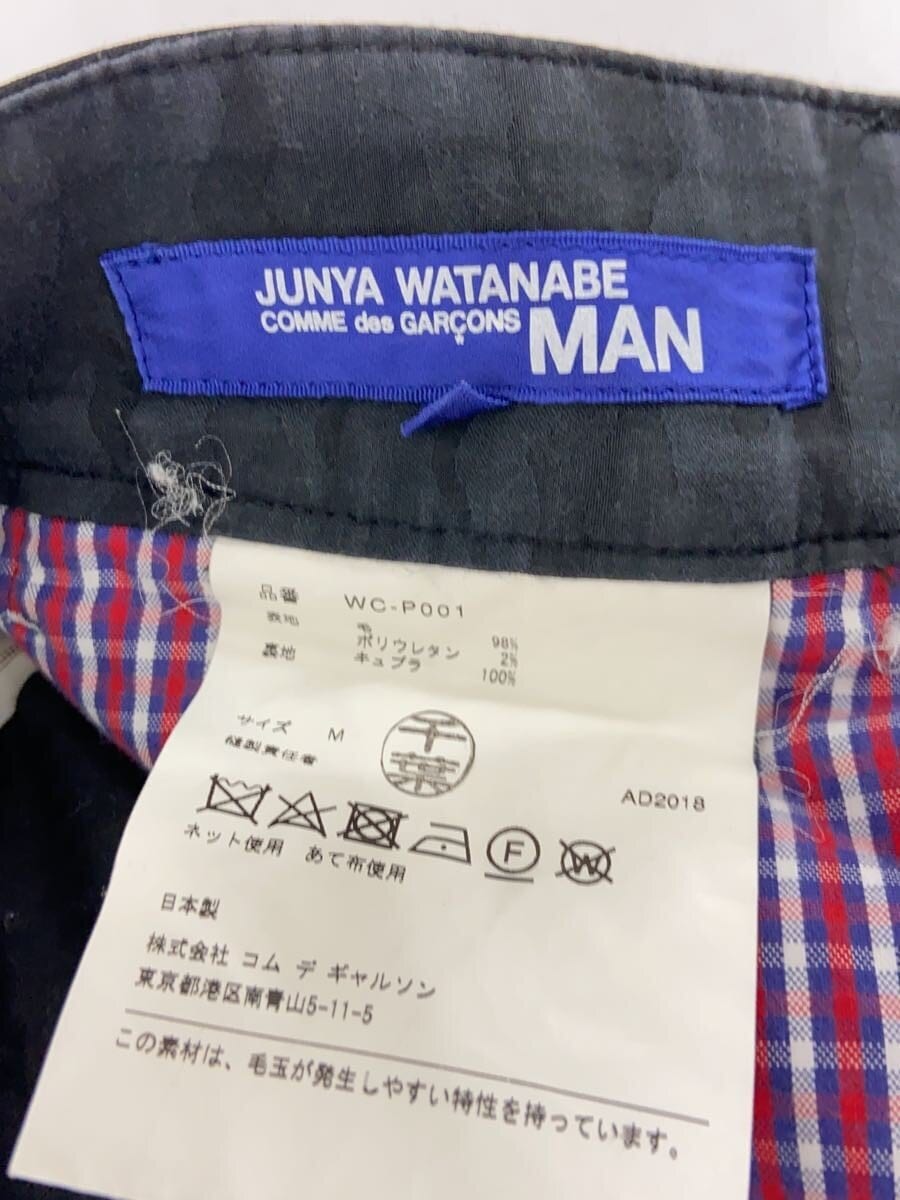 JUNYA WATANABE
COMME des GARÇONS MAN
品番 WC-P001
表地 毛 98%
ポリウレタン 2%
裏地 キュプラ 100%
サイズ M
縫製責任者 千葉
AD2018
F W
ネット使用 あて布使用
日本製
株式会社 コム デ ギャルソン
東京都港区南青山5-11-5
この素材は、毛玉が発生しやすい特性を持っています。